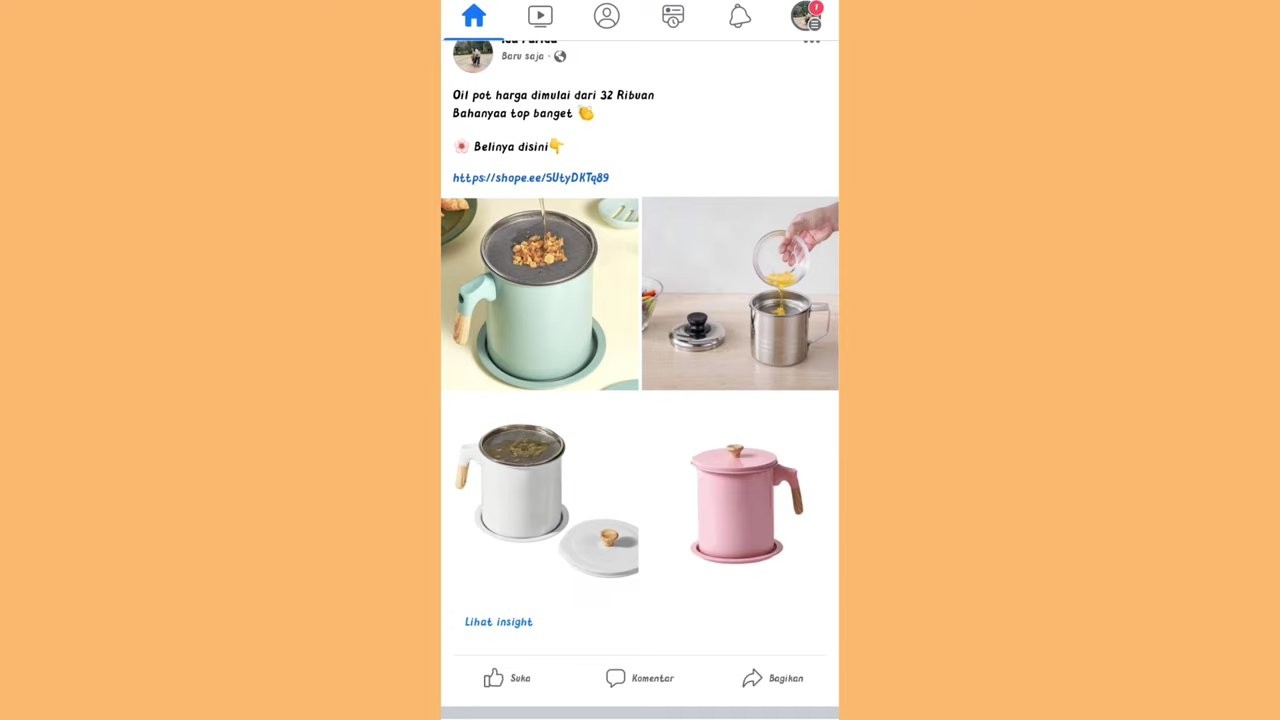 1
Baru saja
Oil pot harga dimulai dari 32 Ribuan
Bahanyaa top banget 👏
🌸 Belinya disini👇
https://shope.ee/5UtyDKTq89
Lihat insight
Suka
Komentar
Bagikan